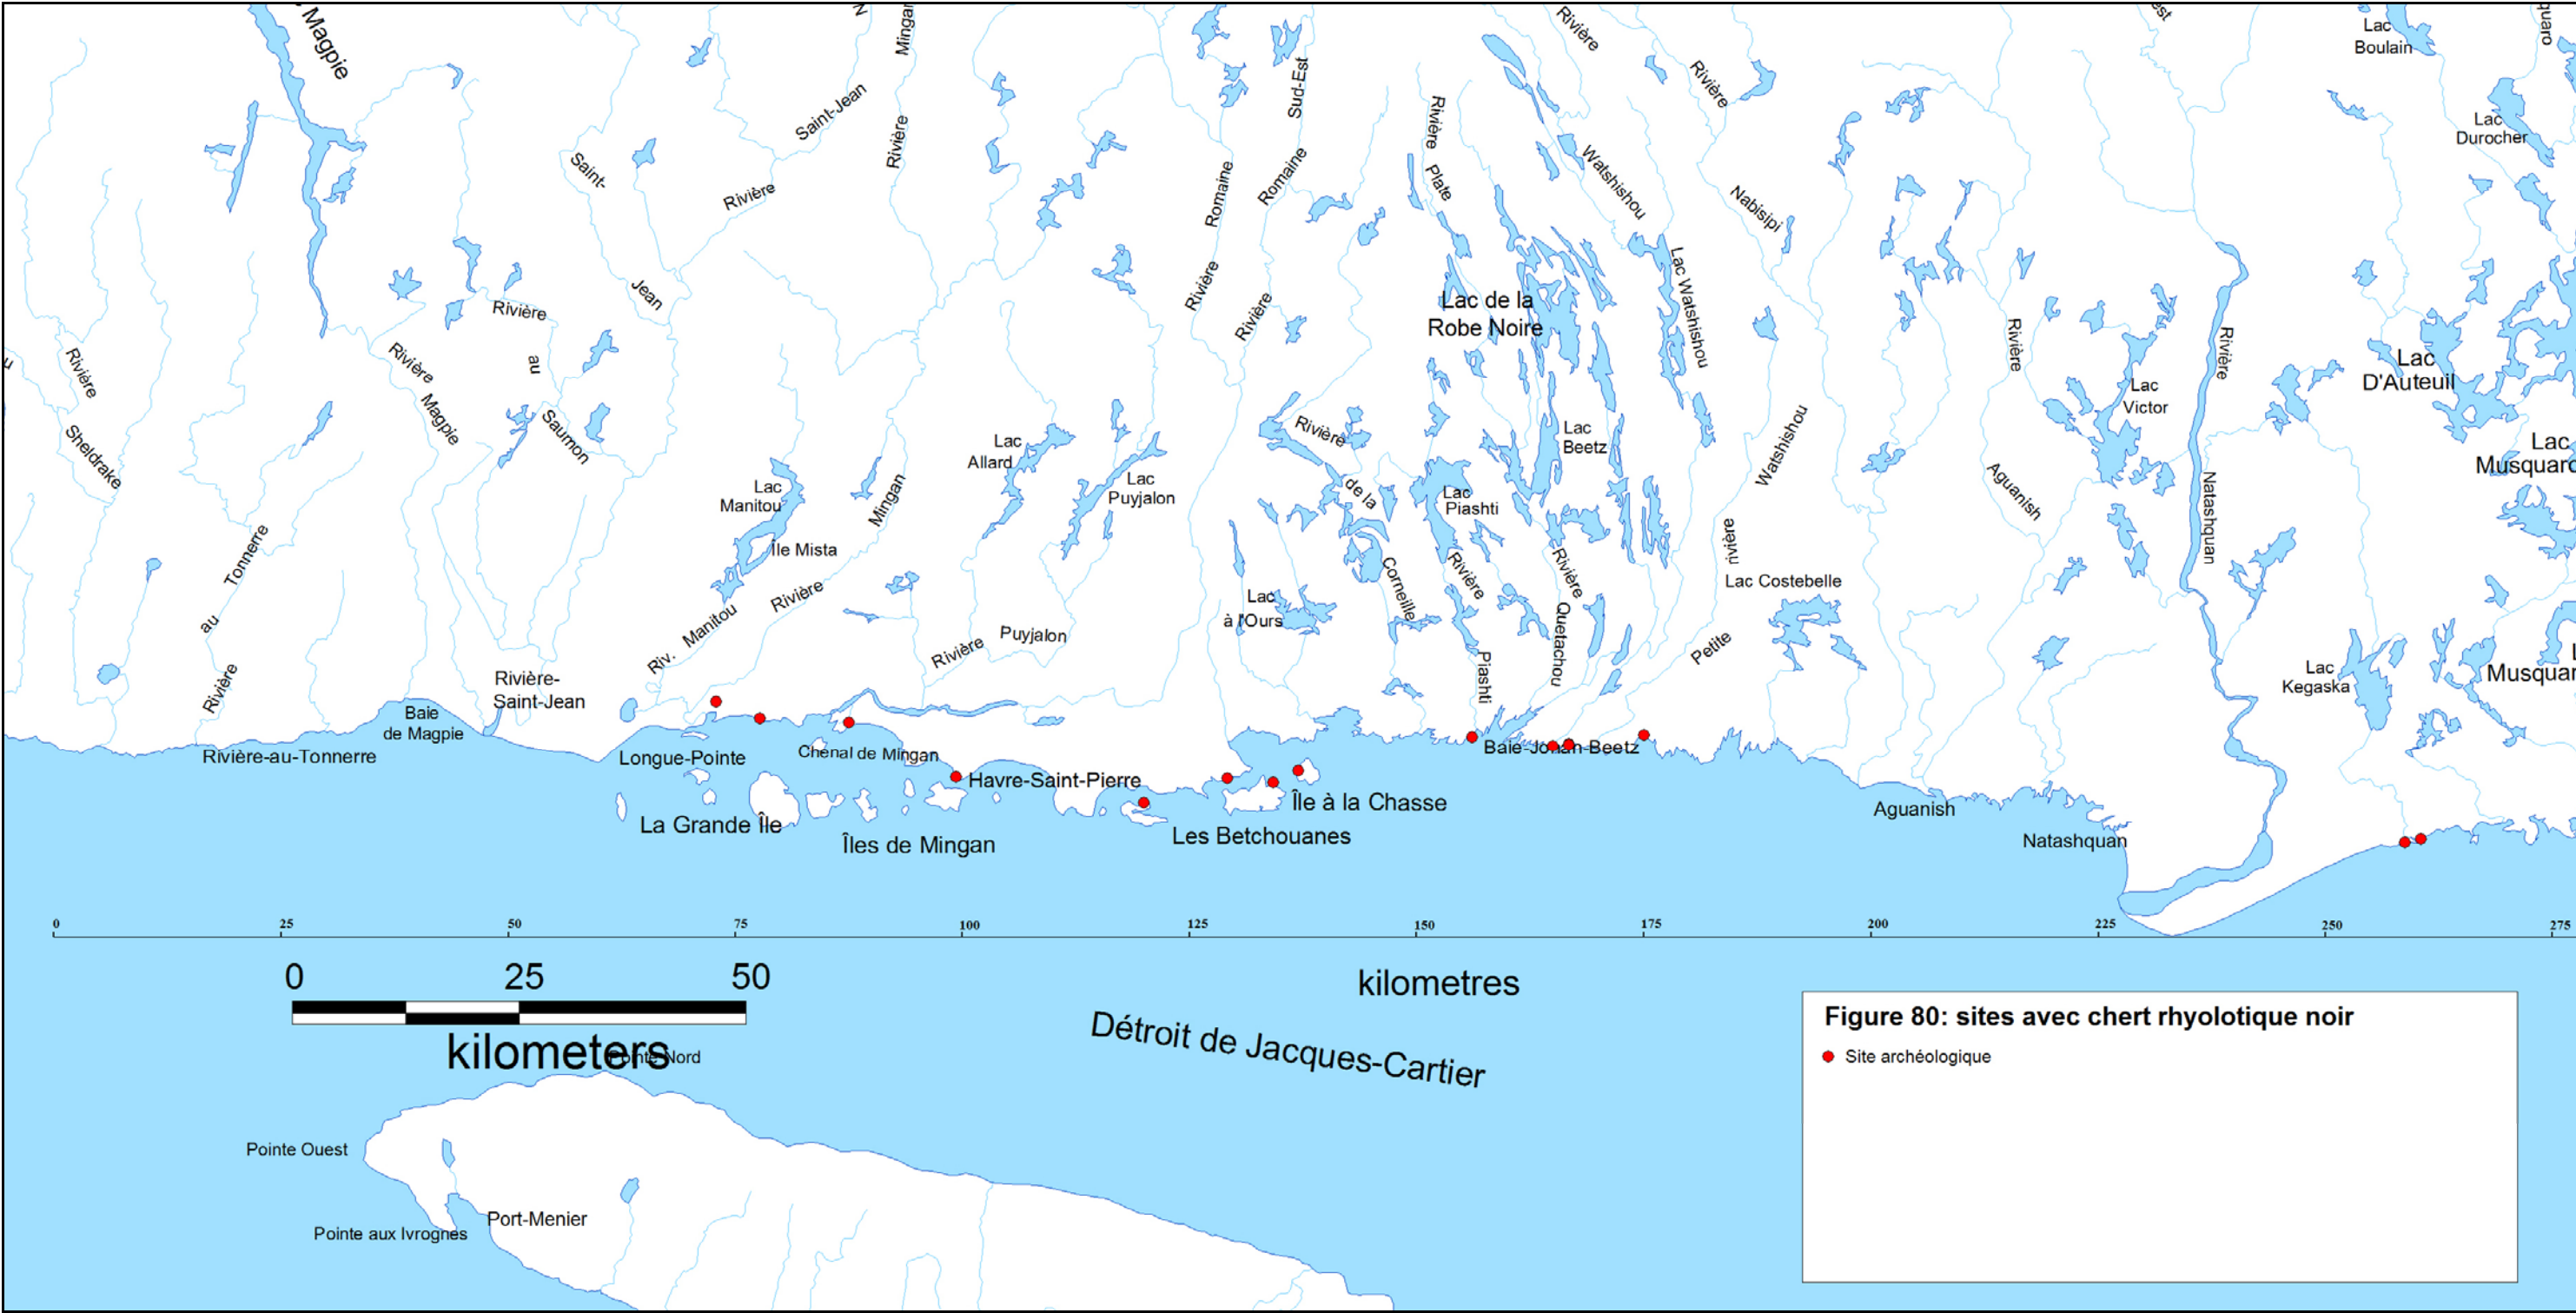 Magpie
Mingan
Rivière
Saint-Jean
Rivière
Saint-
Jean
Rivière
Romaine
Rivière
Sud-Est
Romaine
Rivière
Rivière
Plate
Rivière
Watshishou
Rivière
Nabisipi
Lac
Boulain
Lac
Durocher
Lac Watshishou
Lac de la
Robe Noire
Rivière
Sheldrake
Rivière
Magpie
Rivière
au
Saumon
Rivière
Aguanish
Rivière
Natashquan
Lac
Victor
Lac
D'Auteuil
Lac
Lac
Allard
Lac
Puyjalon
Lac
Manitou
Île Mista
Rivière
Mingan
Riv. Manitou
Rivière
de la
Corneille
Lac
Piashti
Lac
Beetz
Rivière
Piashti
Rivière
Quetachou
Petite
rivière
Watshishou
Lac Costebelle
Lac
à l'Ours
Rivière
Puyjalon
Rivière
au
Tonnerre
Rivière-
Saint-Jean
Baie
de Magpie
Rivière-au-Tonnerre
Longue-Pointe
Chenal de Mingan
Havre-Saint-Pierre
La Grande Île
Îles de Mingan
Les Betchouanes
Île à la Chasse
Baie-Johan-Beetz
Aguanish
Natashquan
Lac
Kegaska
0 25 50 75 100 125 150 175 200 225 250 275
kilometres
0 25 50
kilometers
Pointe Nord
Détroit de Jacques-Cartier
Pointe Ouest
Port-Menier
Pointe aux Ivrognes
Figure 80: sites avec chert rhyolotique noir
Site archéologique